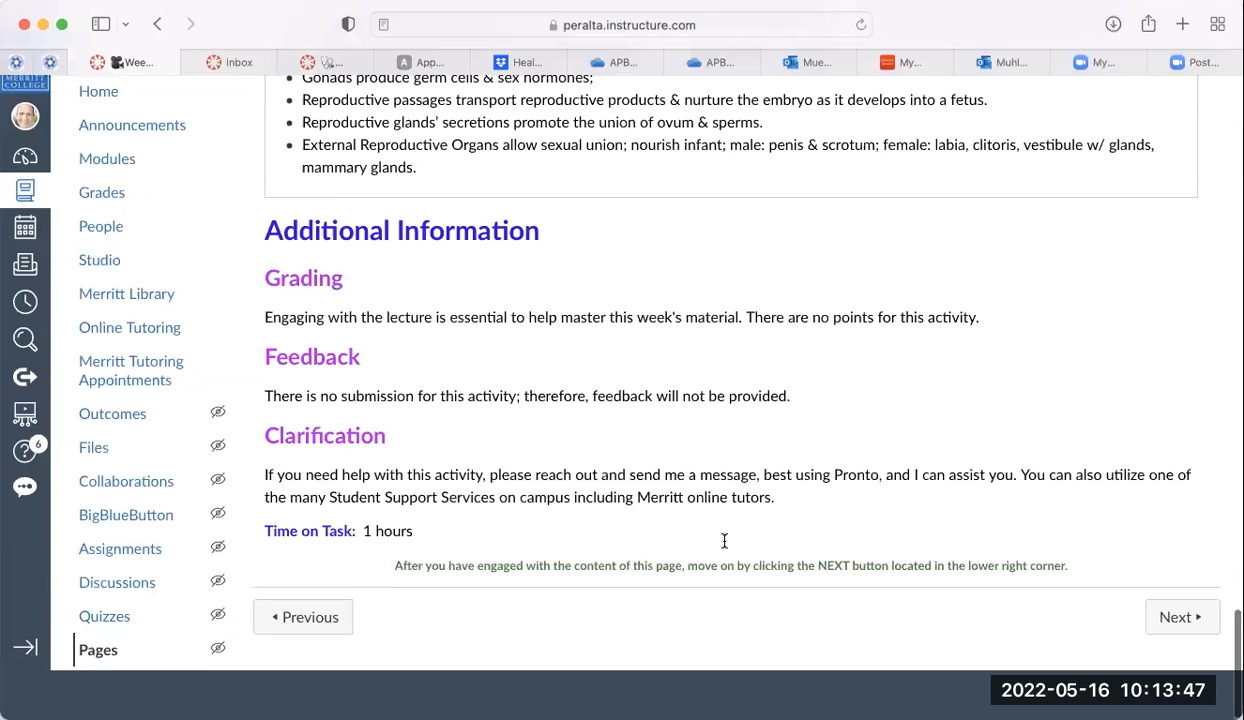 peralta.instructure.com
Wee...
Inbox
App...
Heal...
APB...
APB...
Mue...
My...
Muhl...
My...
Post...
MERRITT
COLLEGE
6
Home
Announcements
Modules
Grades
People
Studio
Merritt Library
Online Tutoring
Merritt Tutoring
Appointments
Outcomes
Files
Collaborations
BigBlueButton
Assignments
Discussions
Quizzes
Pages
Gonads produce germ cells & sex hormones;
Reproductive passages transport reproductive products & nurture the embryo as it develops into a fetus.
Reproductive glands' secretions promote the union of ovum & sperms.
External Reproductive Organs allow sexual union; nourish infant; male: penis & scrotum; female: labia, clitoris, vestibule w/ glands,
mammary glands.
Additional Information
Grading
Engaging with the lecture is essential to help master this week's material. There are no points for this activity.
Feedback
There is no submission for this activity; therefore, feedback will not be provided.
Clarification
If you need help with this activity, please reach out and send me a message, best using Pronto, and I can assist you. You can also utilize one of
the many Student Support Services on campus including Merritt online tutors.
Time on Task: 1 hours
After you have engaged with the content of this page, move on by clicking the NEXT button located in the lower right corner.
Previous
Next
2022-05-16 10:13:47